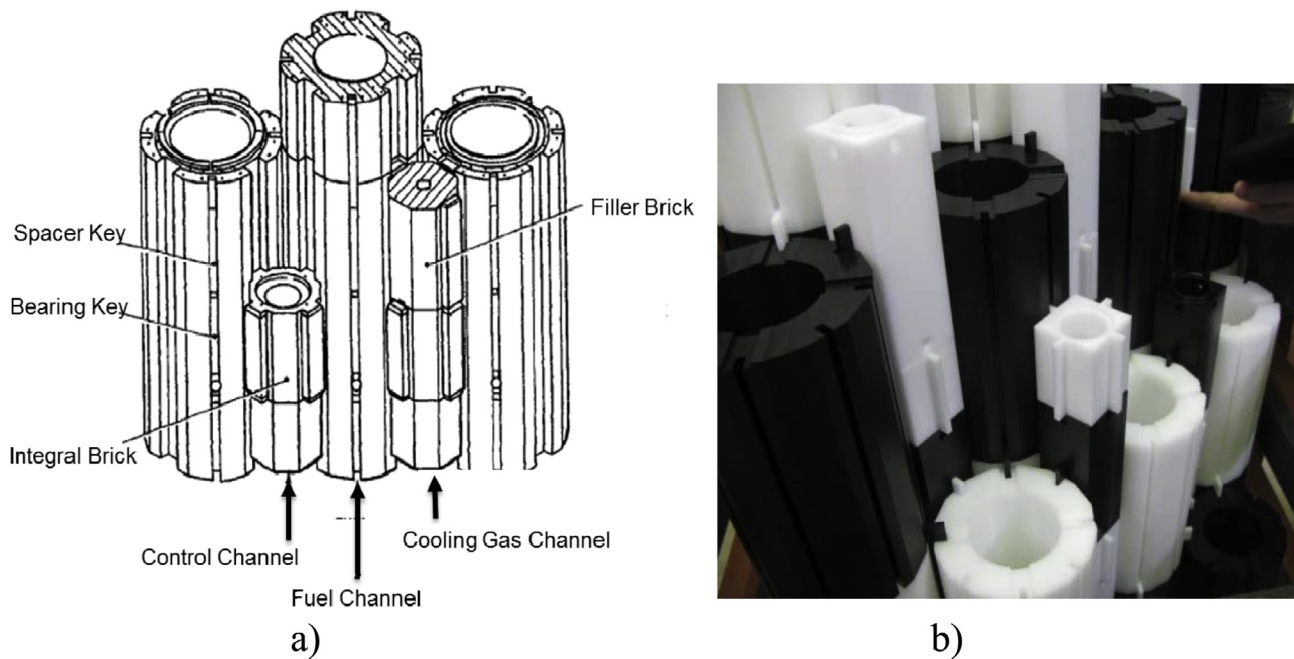 Spacer Key
Filler Brick
Bearing Key
Integral Brick
Control Channel
Cooling Gas Channel
Fuel Channel
a)
b)